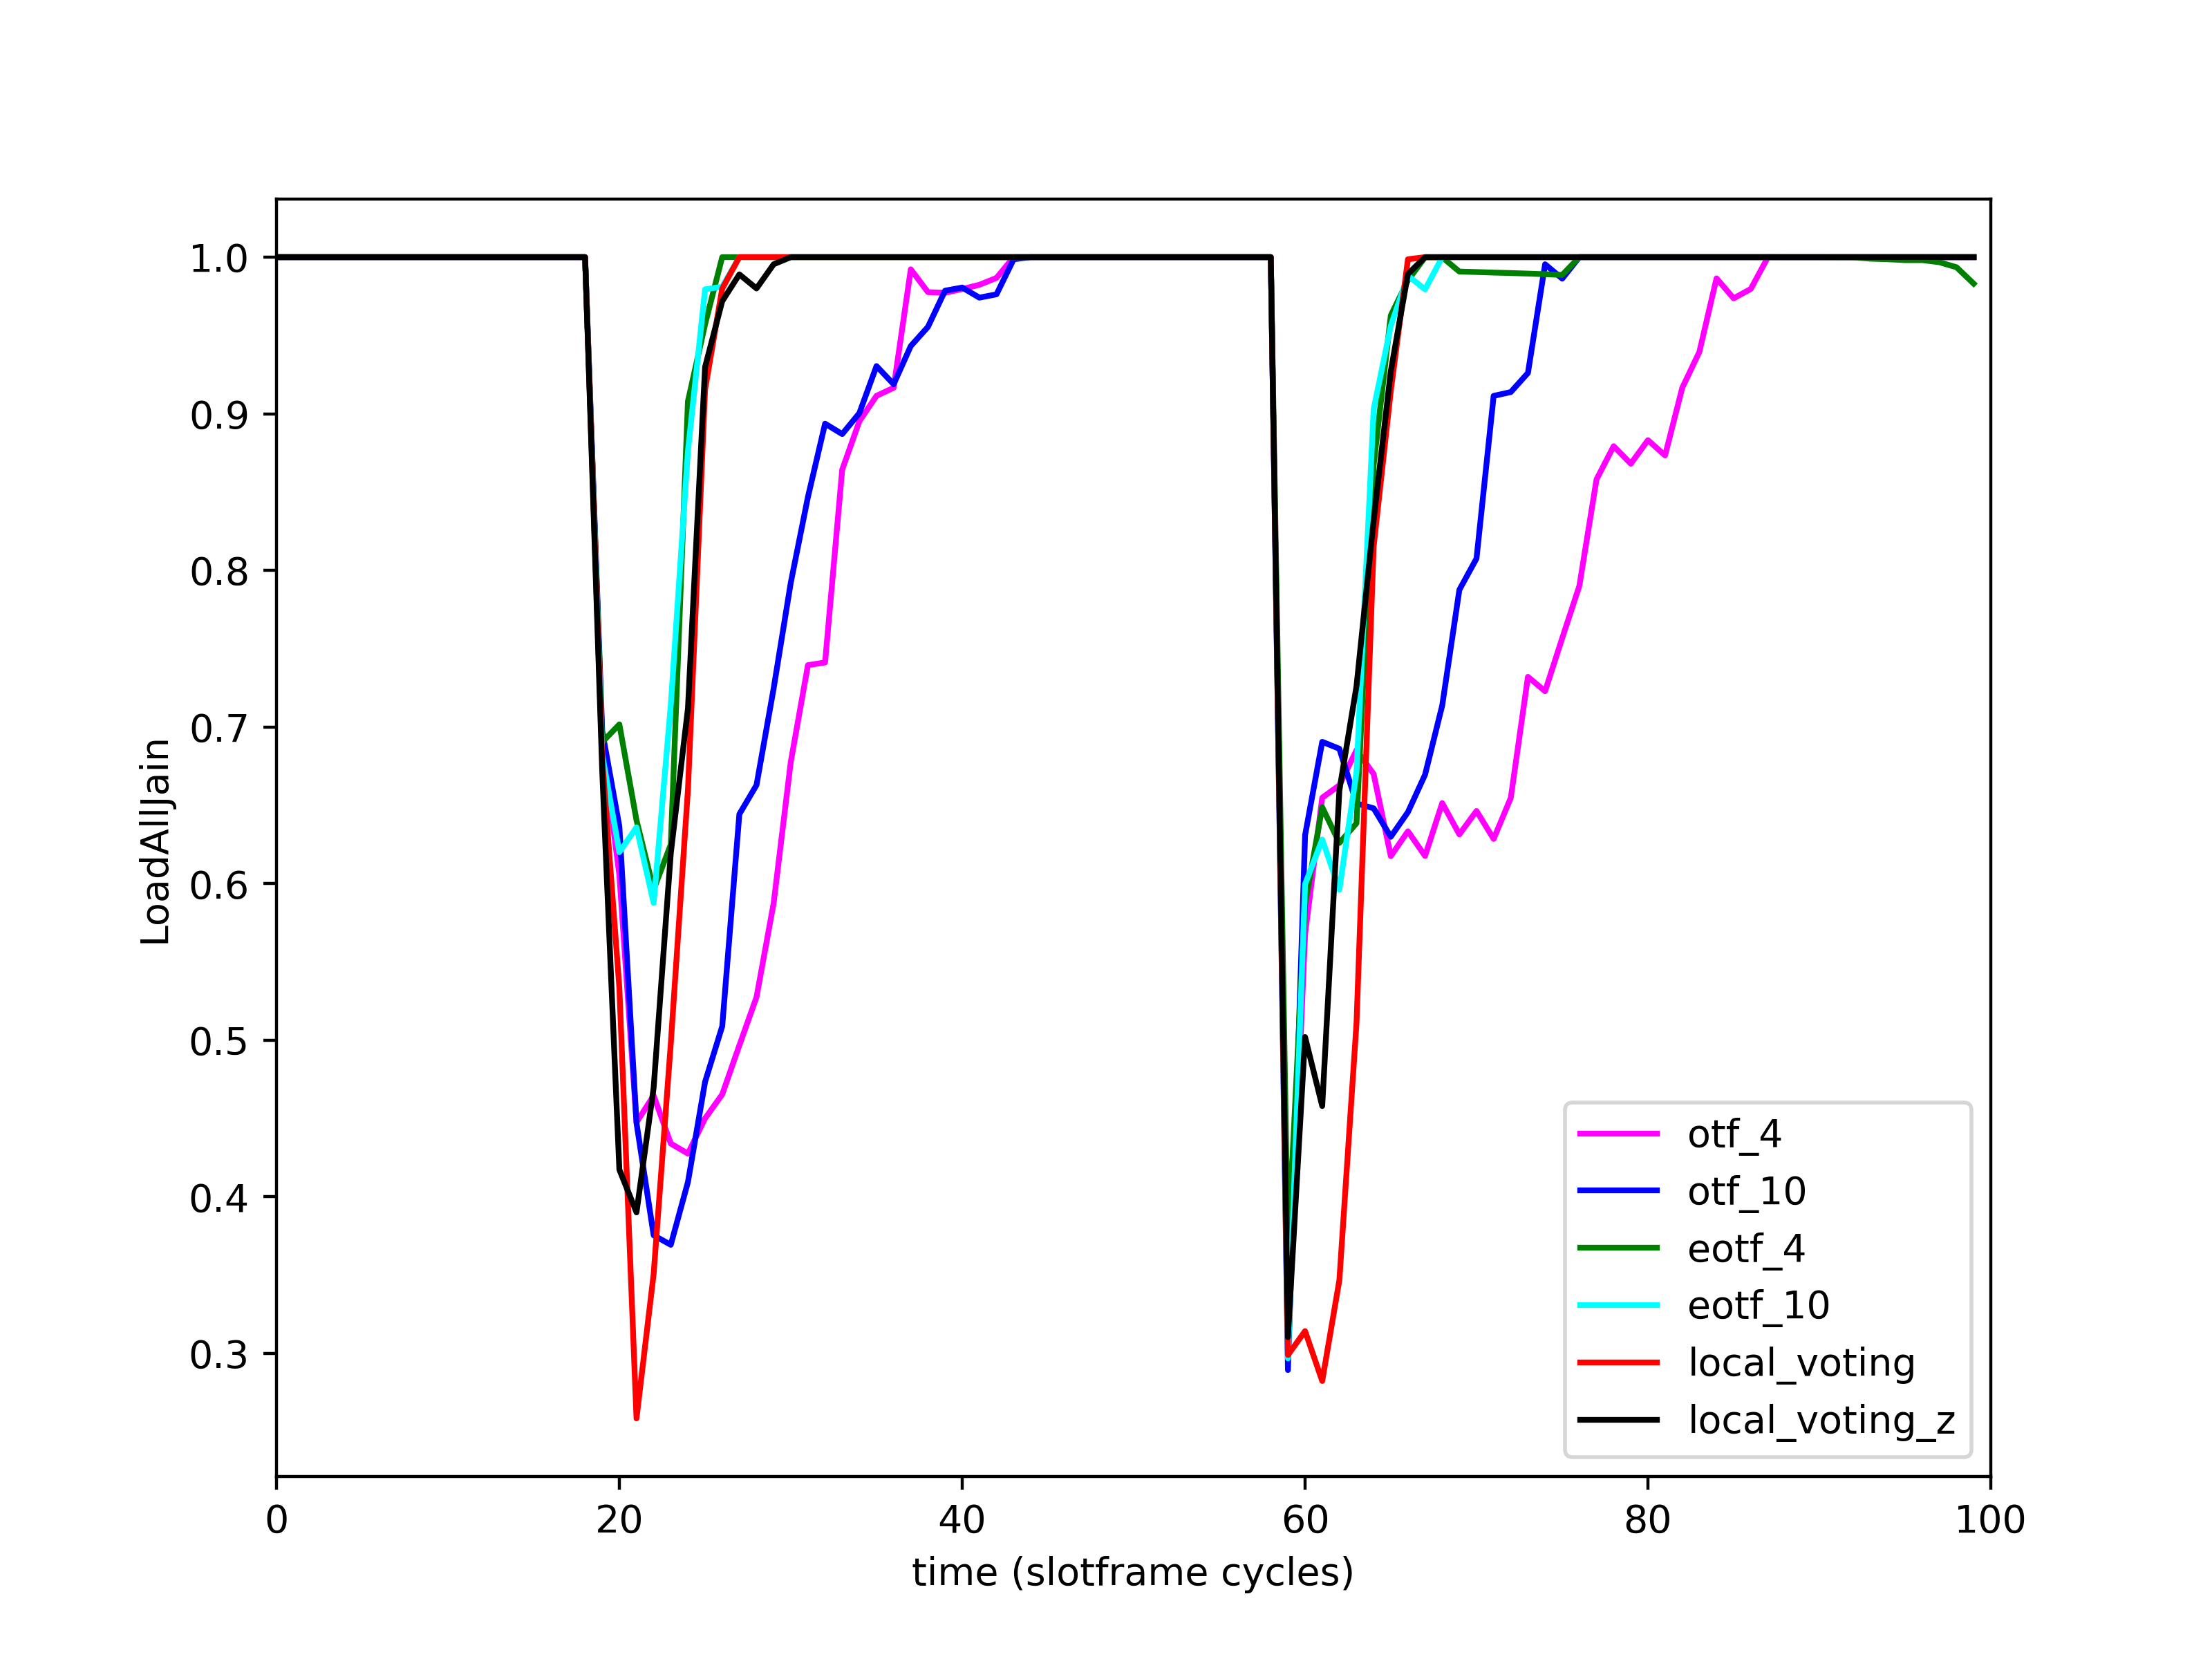 1.0
0.9
0.8
0.7
0.6
0.5
0.4
0.3
LoadAllJain
0 20 40 60 80 100
time (slotframe cycles)
otf_4
otf_10
eotf_4
eotf_10
local_voting
local_voting_z